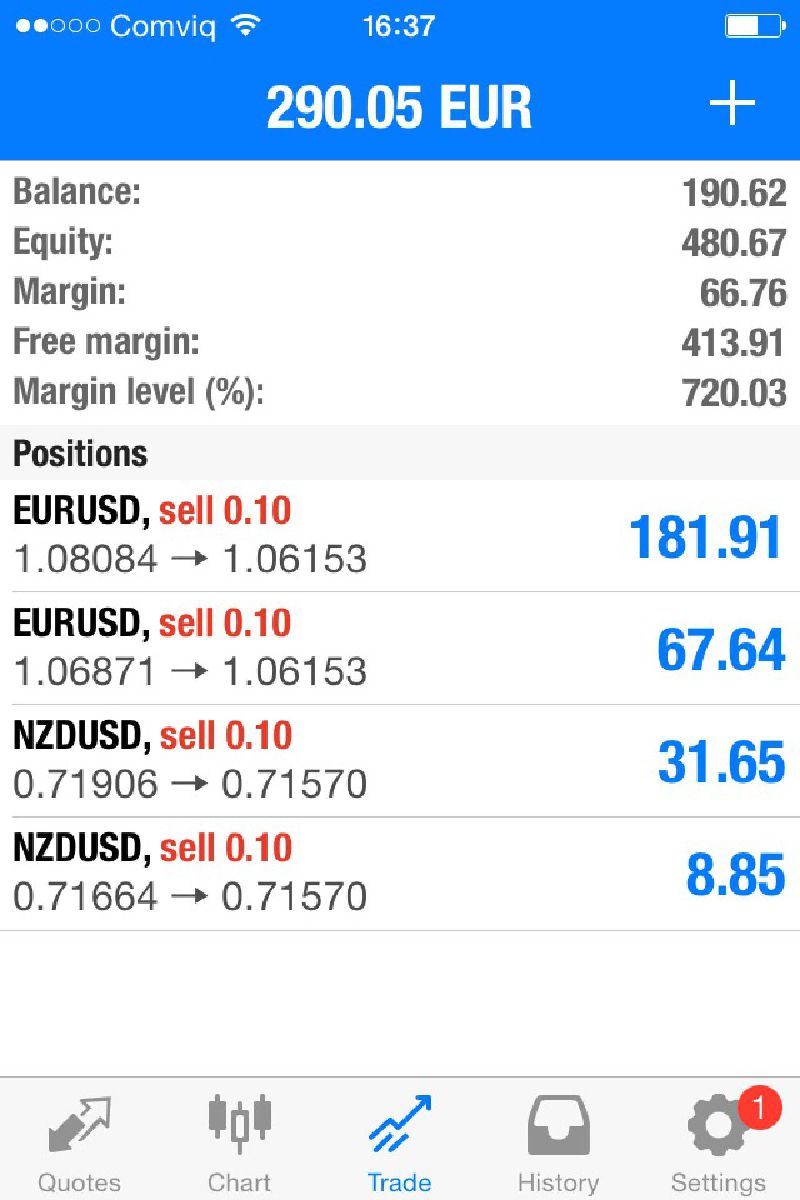 Comviq 16:37
290.05 EUR +
Balance: 190.62
Equity: 480.67
Margin: 66.76
Free margin: 413.91
Margin level (%): 720.03
Positions
EURUSD, sell 0.10 181.91
1.08084 → 1.06153
EURUSD, sell 0.10 67.64
1.06871 → 1.06153
NZDUSD, sell 0.10 31.65
0.71906 → 0.71570
NZDUSD, sell 0.10 8.85
0.71664 → 0.71570
1
Quotes Chart Trade History Settings